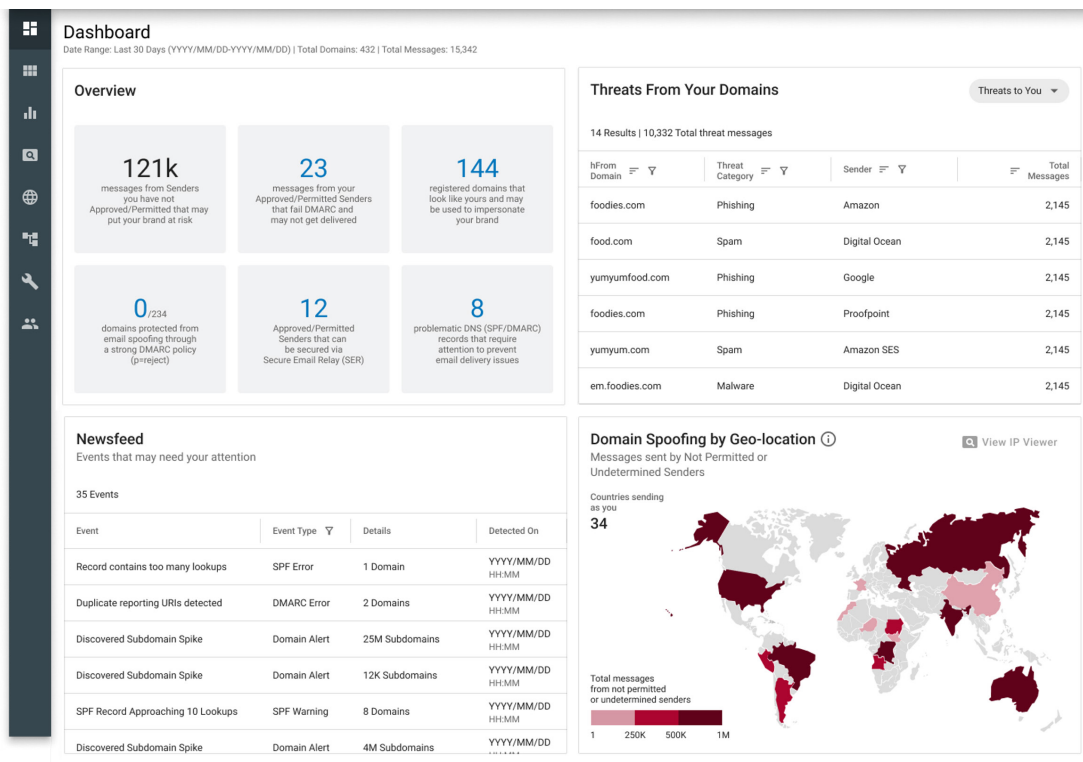 Dashboard
Date Range: Last 30 Days (YYYY/MM/DD-YYYY/MM/DD) | Total Domains: 432 | Total Messages: 15,342
Overview
121k
messages from Senders
you have not
Approved/Permitted that may
put your brand at risk
23
messages from your
Approved/Permitted Senders
that fail DMARC and
may not get delivered
144
registered domains that
look like yours and may
be used to impersonate
your brand
0/234
domains protected from
email spoofing through
a strong DMARC policy
(p=reject)
12
Approved/Permitted
Senders that can
be secured via
Secure Email Relay (SER)
8
problematic DNS (SPF/DMARC)
records that require
attention to prevent
email delivery issues
Threats From Your Domains
Threats to You
14 Results | 10,332 Total threat messages
hFrom
Domain
Threat
Category
Sender
Total
Messages
foodies.com Phishing Amazon 2,145
food.com Spam Digital Ocean 2,145
yumyumfood.com Phishing Google 2,145
foodies.com Phishing Proofpoint 2,145
yumyum.com Spam Amazon SES 2,145
em.foodies.com Malware Digital Ocean 2,145
Newsfeed
Events that may need your attention
35 Events
Event Event Type Details Detected On
Record contains too many lookups SPF Error 1 Domain YYYY/MM/DD
HH:MM
Duplicate reporting URIs detected DMARC Error 2 Domains YYYY/MM/DD
HH:MM
Discovered Subdomain Spike Domain Alert 25M Subdomains YYYY/MM/DD
HH:MM
Discovered Subdomain Spike Domain Alert 12K Subdomains YYYY/MM/DD
HH:MM
SPF Record Approaching 10 Lookups SPF Warning 8 Domains YYYY/MM/DD
HH:MM
Discovered Subdomain Spike Domain Alert 4M Subdomains YYYY/MM/DD
Domain Spoofing by Geo-location
View IP Viewer
Messages sent by Not Permitted or
Undetermined Senders
Countries sending
as you
34
Total messages
from not permitted
or undetermined senders
1 250K 500K 1M